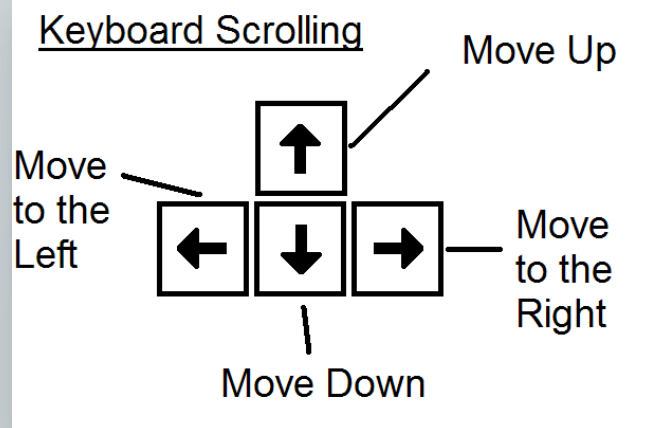 Keyboard Scrolling
Move Up
Move
to the
Left
Move
to the
Right
Move Down